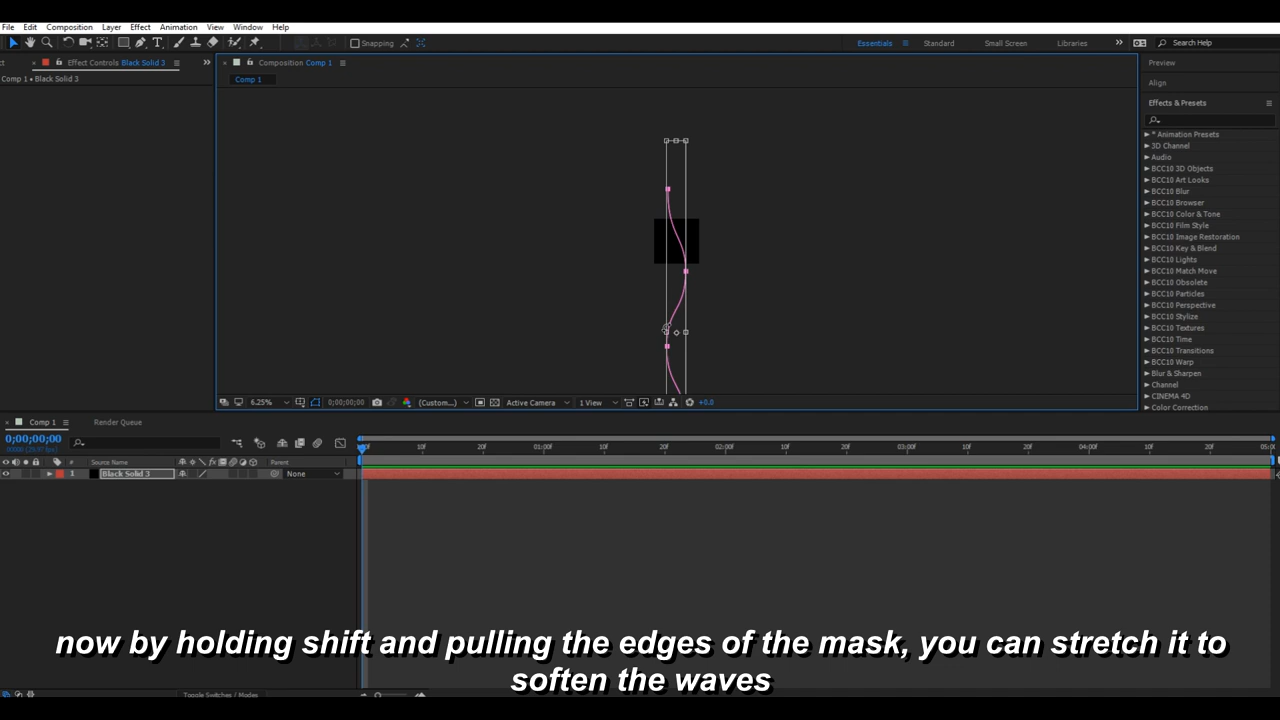 File Edit Composition Layer Effect Animation View Window Help
Snapping
Essentials Standard Small Screen Libraries Search Help
Effect Controls Black Solid 3
Comp 1 • Black Solid 3
Composition Comp 1
Comp 1
Preview
Align
Effects & Presets
* Animation Presets
3D Channel
Audio
BCC10 3D Objects
BCC10 Art Looks
BCC10 Blur
BCC10 Browser
BCC10 Color & Tone
BCC10 Film Style
BCC10 Image Restoration
BCC10 Key & Blend
BCC10 Lights
BCC10 Match Move
BCC10 Obsolete
BCC10 Particles
BCC10 Perspective
BCC10 Stylize
BCC10 Textures
BCC10 Time
BCC10 Transitions
BCC10 Warp
Blur & Sharpen
Channel
CINEMA 4D
Color Correction
6.25% 0;00;00;00 (Custom...) Active Camera 1 View +0.0
Comp 1 Render Queue
0;00;00;00
10f 20f 01:00f 10f 20f 02:00f 10f 20f 03:00f 10f 20f 04:00f 10f 20f
# Source Name Parent
1 Black Solid 3 None
now by holding shift and pulling the edges of the mask, you can stretch it to
soften the waves
Toggle Switches / Modes